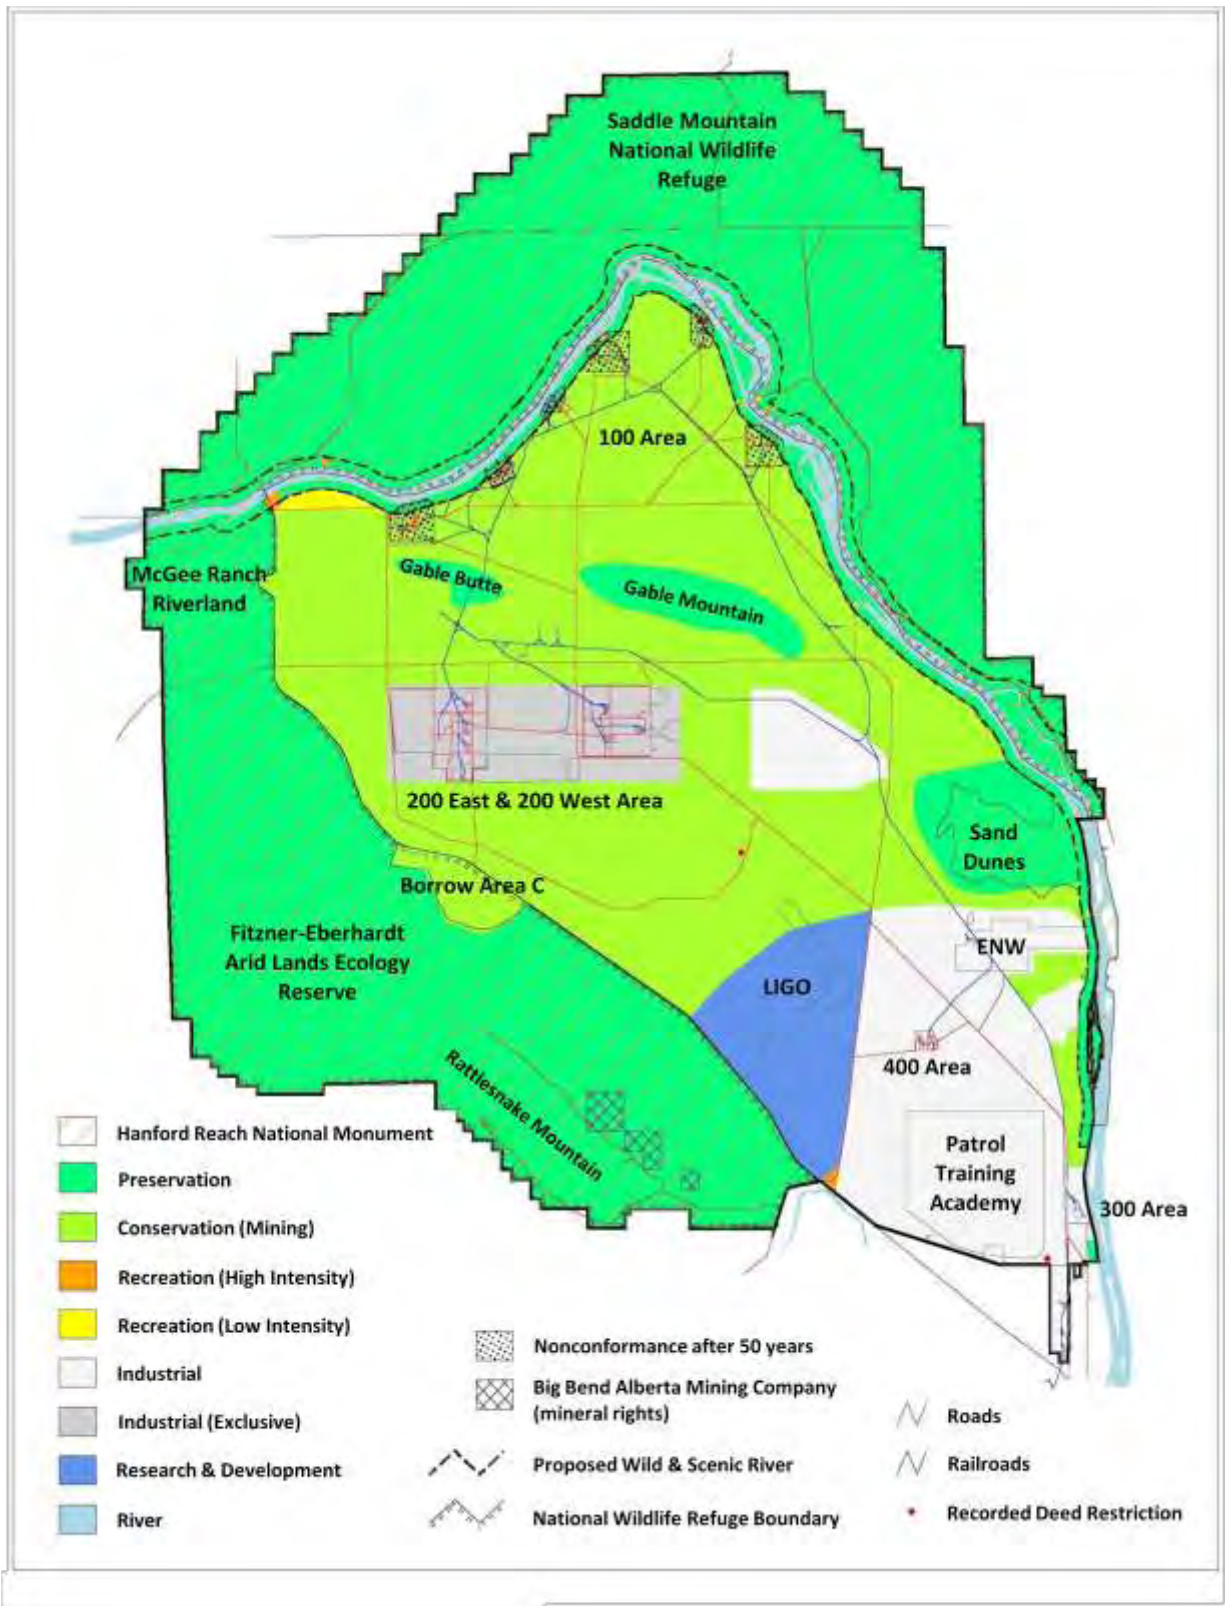 Saddle Mountain
National Wildlife
Refuge
100 Area
McGee Ranch
Riverland
Gable Butte
Gable Mountain
200 East & 200 West Area
Sand
Dunes
Borrow Area C
Fitzner-Eberhardt
Arid Lands Ecology
Reserve
ENW
LIGO
400 Area
Rattlesnake Mountain
Patrol
Training
Academy
300 Area
Hanford Reach National Monument
Preservation
Conservation (Mining)
Recreation (High Intensity)
Recreation (Low Intensity)
Industrial
Industrial (Exclusive)
Research & Development
River
Nonconformance after 50 years
Big Bend Alberta Mining Company
(mineral rights)
Proposed Wild & Scenic River
National Wildlife Refuge Boundary
Roads
Railroads
Recorded Deed Restriction